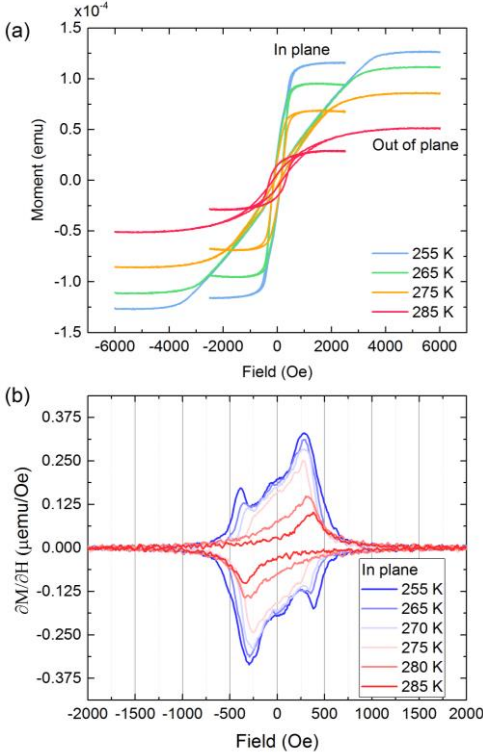 (a)
1.5×10⁻⁴
1.0
0.5
0.0
-0.5
-1.0
-1.5
Moment (emu)
In plane
Out of plane
255 K
265 K
275 K
285 K
-6000 -4000 -2000 0 2000 4000 6000
Field (Oe)
(b)
0.375
0.250
0.125
0.000
-0.125
-0.250
-0.375
∂M/∂H (µemu/Oe)
In plane
255 K
265 K
270 K
275 K
280 K
285 K
-2000 -1500 -1000 -500 0 500 1000 1500 2000
Field (Oe)